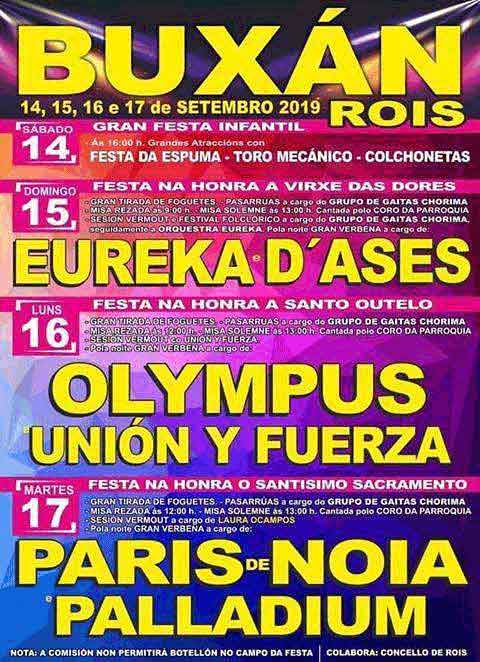 BUXÁN
14, 15, 16 e 17 de SETEMBRO 2019 ROIS
SÁBADO 14 GRAN FESTA INFANTIL
- Ás 16:00 h. Grandes Atraccións con
FESTA DA ESPUMA - TORO MECÁNICO - COLCHONETAS
DOMINGO 15 FESTA NA HONRA A VIRXE DAS DORES
- GRAN TIRADA DE FOGUETES. - PASARRUAS a cargo do GRUPO DE GAITAS CHORIMA
- MISA REZADA ás 9:00 h. - MISA SOLEMNE ás 13:00 h. Cantada polo CORO DA PARROQUIA
- SESION VERMOUT e FESTIVAL FOLCLÓRICO a cargo do GRUPO DE GAITAS CHORIMA,
seguidamente a ORQUESTRA EUREKA. Pola noite GRAN VERBENA a cargo de:
EUREKA e D´ASES
LUNS 16 FESTA NA HONRA A SANTO OUTELO
- GRAN TIRADA DE FOGUETES. - PASARRUAS a cargo do GRUPO DE GAITAS CHORIMA
- MISA REZADA ás 12:00 h. - MISA SOLEMNE ás 13:00 h. Cantada polo CORO DA PARROQUIA
- SESION VERMOUT co UNIÓN Y FUERZA.
- Pola noite GRAN VERBENA a cargo de:
OLYMPUS
e UNIÓN Y FUERZA
MARTES 17 FESTA NA HONRA O SANTISIMO SACRAMENTO
- GRAN TIRADA DE FOGUETES. - PASARRÚAS a cargo do GRUPO DE GAITAS CHORIMA
- MISA REZADA ás 12:00 h. - MISA SOLEMNE ás 13:00 h. Cantada polo CORO DA PARROQUIA
- SESIÓN VERMOUT a cargo de LAURA OCAMPOS
- Pola noite GRAN VERBENA a cargo de:
PARIS DE NOIA
e PALLADIUM
NOTA: A COMISIÓN NON PERMITIRÁ BOTELLÓN NO CAMPO DA FESTA | COLABORA: CONCELLO DE ROIS